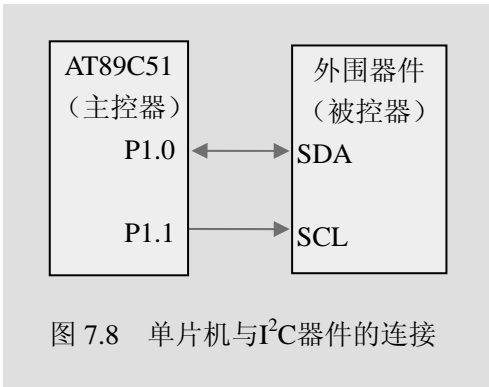 AT89C51
（主控器）
P1.0
P1.1
外围器件
（被控器）
SDA
SCL
图 7.8 单片机与I²C器件的连接